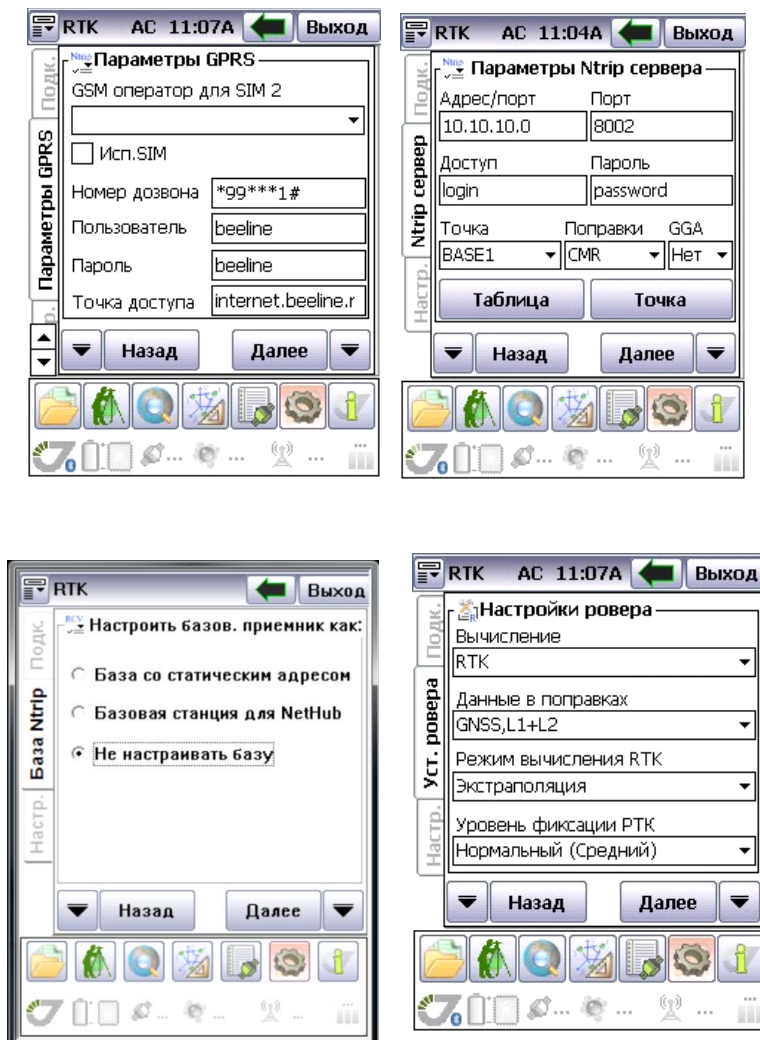 RTK AC 11:07A Выход
Подк.
Параметры GPRS
Ntrip Параметры GPRS
GSM оператор для SIM 2
Исп.SIM
Номер дозвона *99***1#
Пользователь beeline
Пароль beeline
Точка доступа internet.beeline.r
Назад Далее
RTK AC 11:04A Выход
Подк.
Ntrip сервер
Настр.
Ntrip Параметры Ntrip сервера
Адрес/порт Порт
10.10.10.0 8002
Доступ Пароль
login password
Точка Поправки GGA
BASE1 CMR Нет
Таблица Точка
Назад Далее
RTK Выход
Подк.
База Ntrip
Настр.
RCV Настроить базов. приемник как:
База со статическим адресом
Базовая станция для NetHub
Не настраивать базу
Назад Далее
RTK AC 11:07A Выход
Подк.
Уст. ровера
Настр.
Настройки ровера
Вычисление
RTK
Данные в поправках
GNSS,L1+L2
Режим вычисления RTK
Экстраполяция
Уровень фиксации РТК
Нормальный (Средний)
Назад Далее